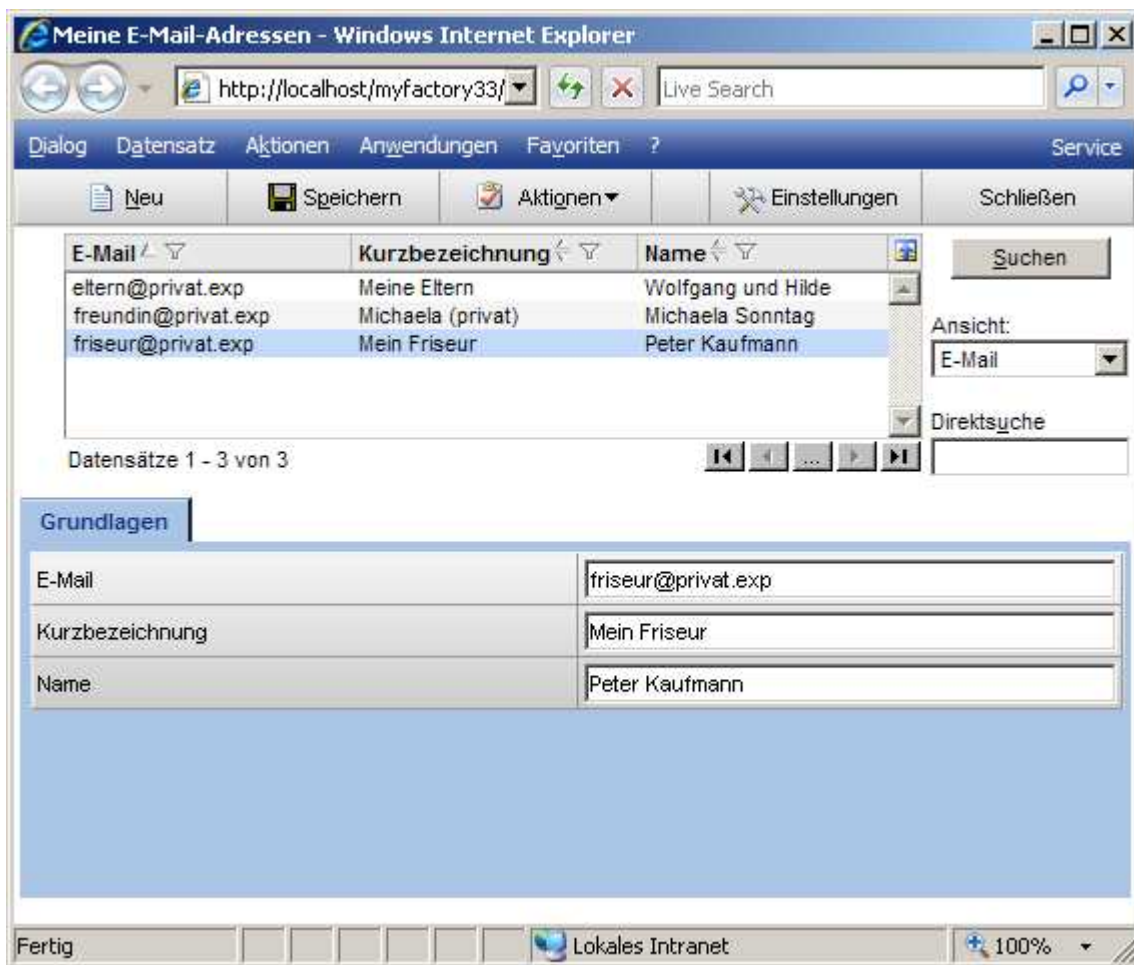 Meine E-Mail-Adressen - Windows Internet Explorer
http://localhost/myfactory33/ Live Search
Dialog Datensatz Aktionen Anwendungen Favoriten ? Service
Neu Speichern Aktionen Einstellungen Schließen
E-Mail Kurzbezeichnung Name Suchen
eltern@privat.exp Meine Eltern Wolfgang und Hilde
freundin@privat.exp Michaela (privat) Michaela Sonntag Ansicht:
friseur@privat.exp Mein Friseur Peter Kaufmann E-Mail
Direktsuche
Datensätze 1 - 3 von 3 ...
Grundlagen
E-Mail friseur@privat.exp
Kurzbezeichnung Mein Friseur
Name Peter Kaufmann
Fertig Lokales Intranet 100%